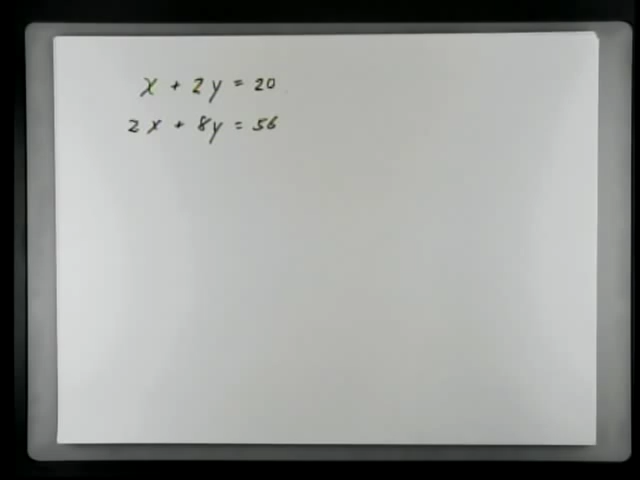 x + 2y = 20
2x + 8y = 56